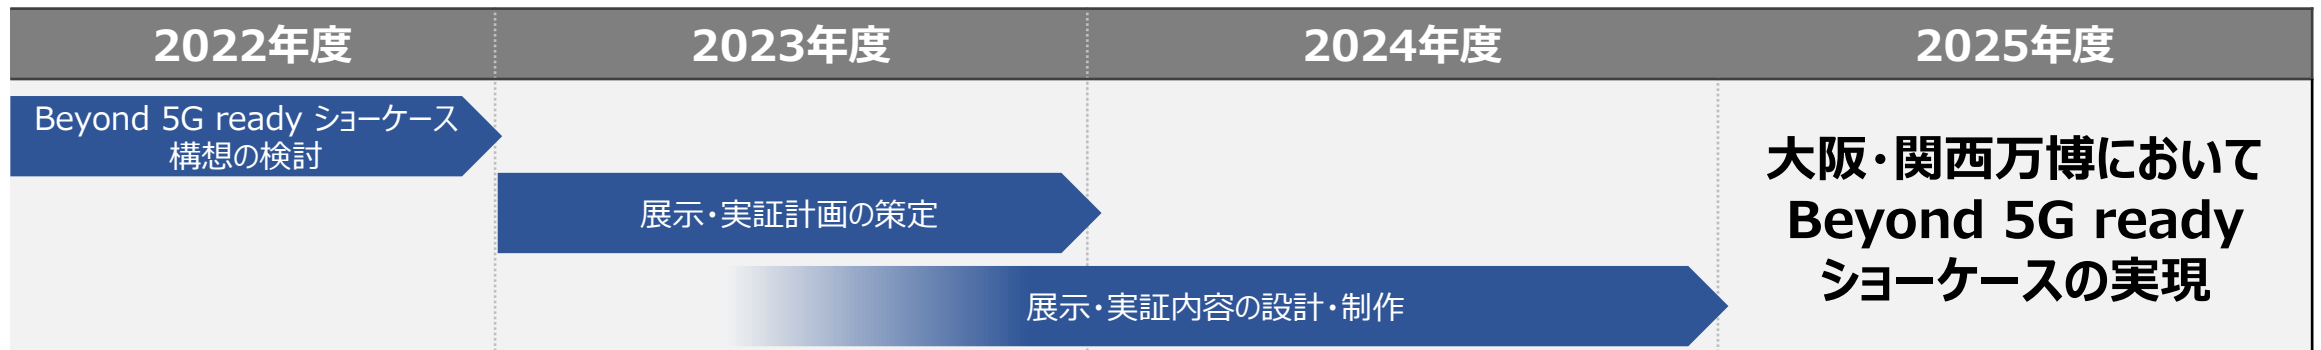 2022年度 2023年度 2024年度 2025年度
Beyond 5G ready ショーケース
構想の検討
展示・実証計画の策定
展示・実証内容の設計・制作
大阪・関西万博において
Beyond 5G ready
ショーケースの実現